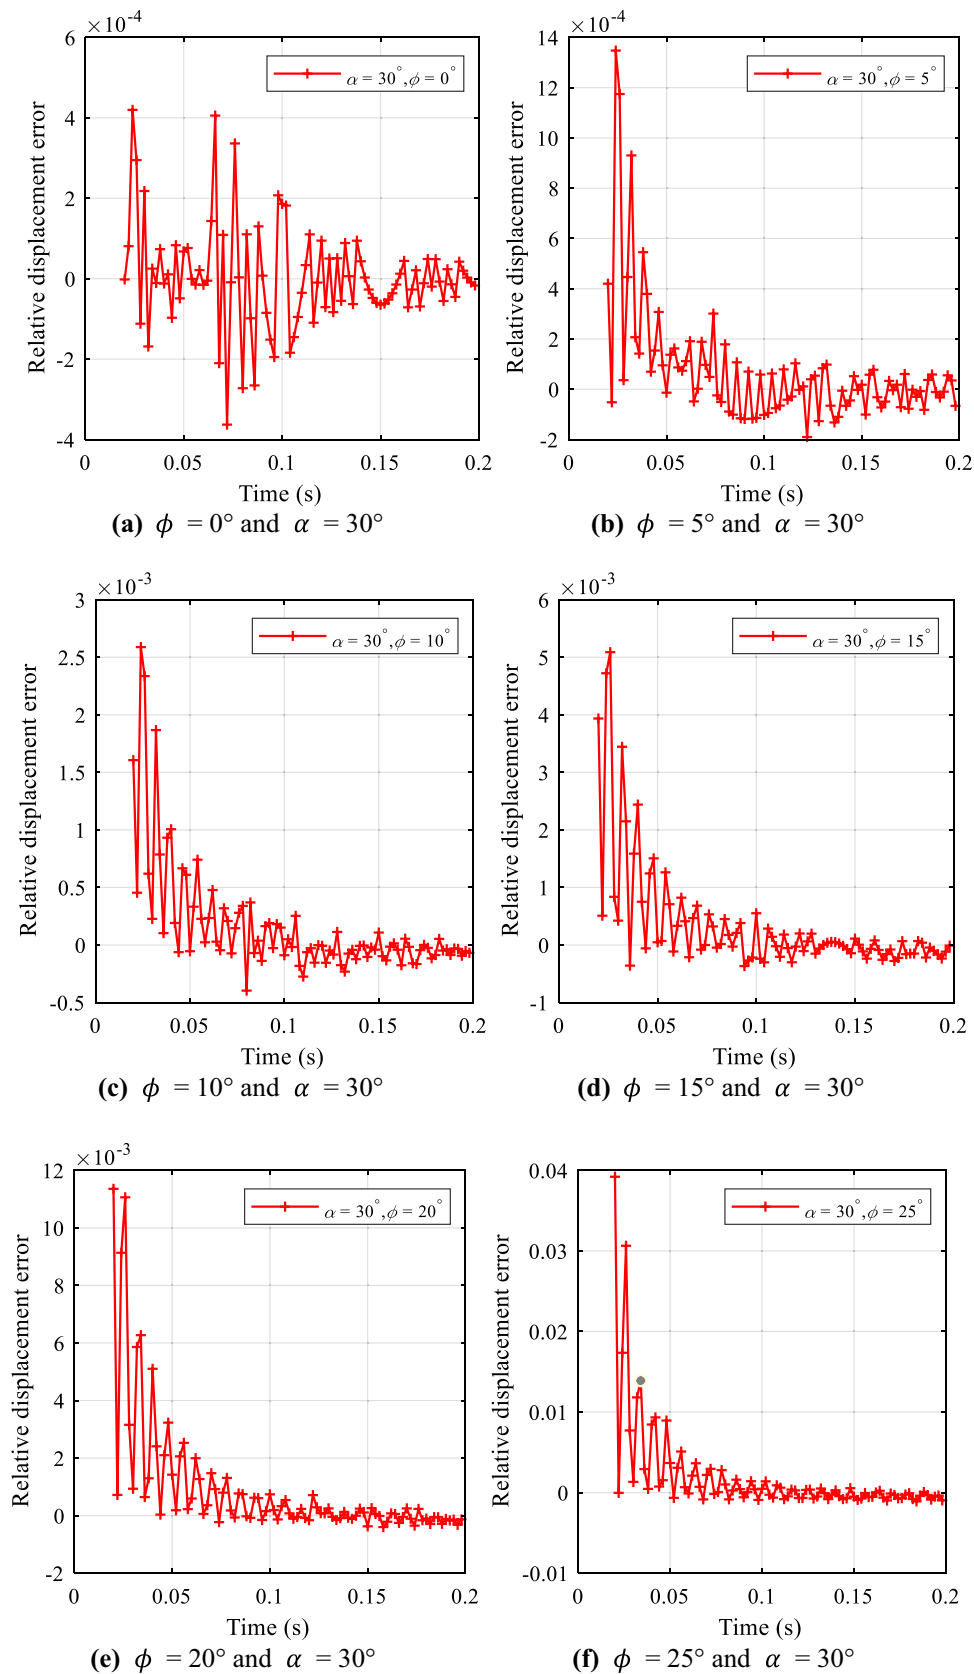 ×10-4
6
4
2
0
-2
-4
Relative displacement error
α = 30°,ϕ = 0°
0 0.05 0.1 0.15 0.2
Time (s)
(a) ϕ = 0° and α = 30°
×10-4
14
12
10
8
6
4
2
0
-2
Relative displacement error
α = 30°,ϕ = 5°
0 0.05 0.1 0.15 0.2
Time (s)
(b) ϕ = 5° and α = 30°
×10-3
3
2.5
2
1.5
1
0.5
0
-0.5
Relative displacement error
α = 30°,ϕ = 10°
0 0.05 0.1 0.15 0.2
Time (s)
(c) ϕ = 10° and α = 30°
×10-3
6
5
4
3
2
1
0
-1
Relative displacement error
α = 30°,ϕ = 15°
0 0.05 0.1 0.15 0.2
Time (s)
(d) ϕ = 15° and α = 30°
×10-3
12
10
8
6
4
2
0
-2
Relative displacement error
α = 30°,ϕ = 20°
0 0.05 0.1 0.15 0.2
Time (s)
(e) ϕ = 20° and α = 30°
0.04
0.03
0.02
0.01
0
-0.01
Relative displacement error
α = 30°,ϕ = 25°
0 0.05 0.1 0.15 0.2
Time (s)
(f) ϕ = 25° and α = 30°